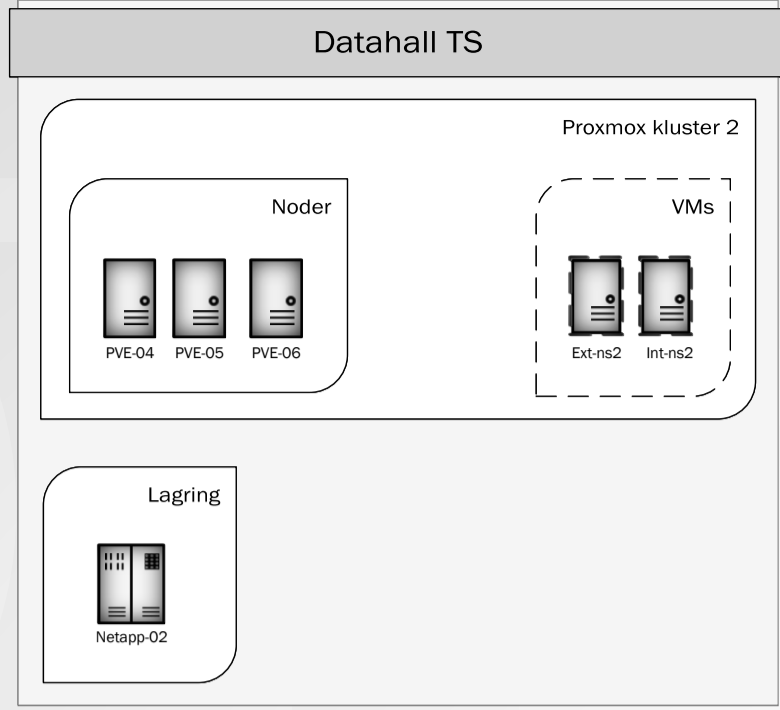 Datahall TS
Proxmox kluster 2
Noder
VMs
PVE-04 PVE-05 PVE-06
Ext-ns2 Int-ns2
Lagring
Netapp-02